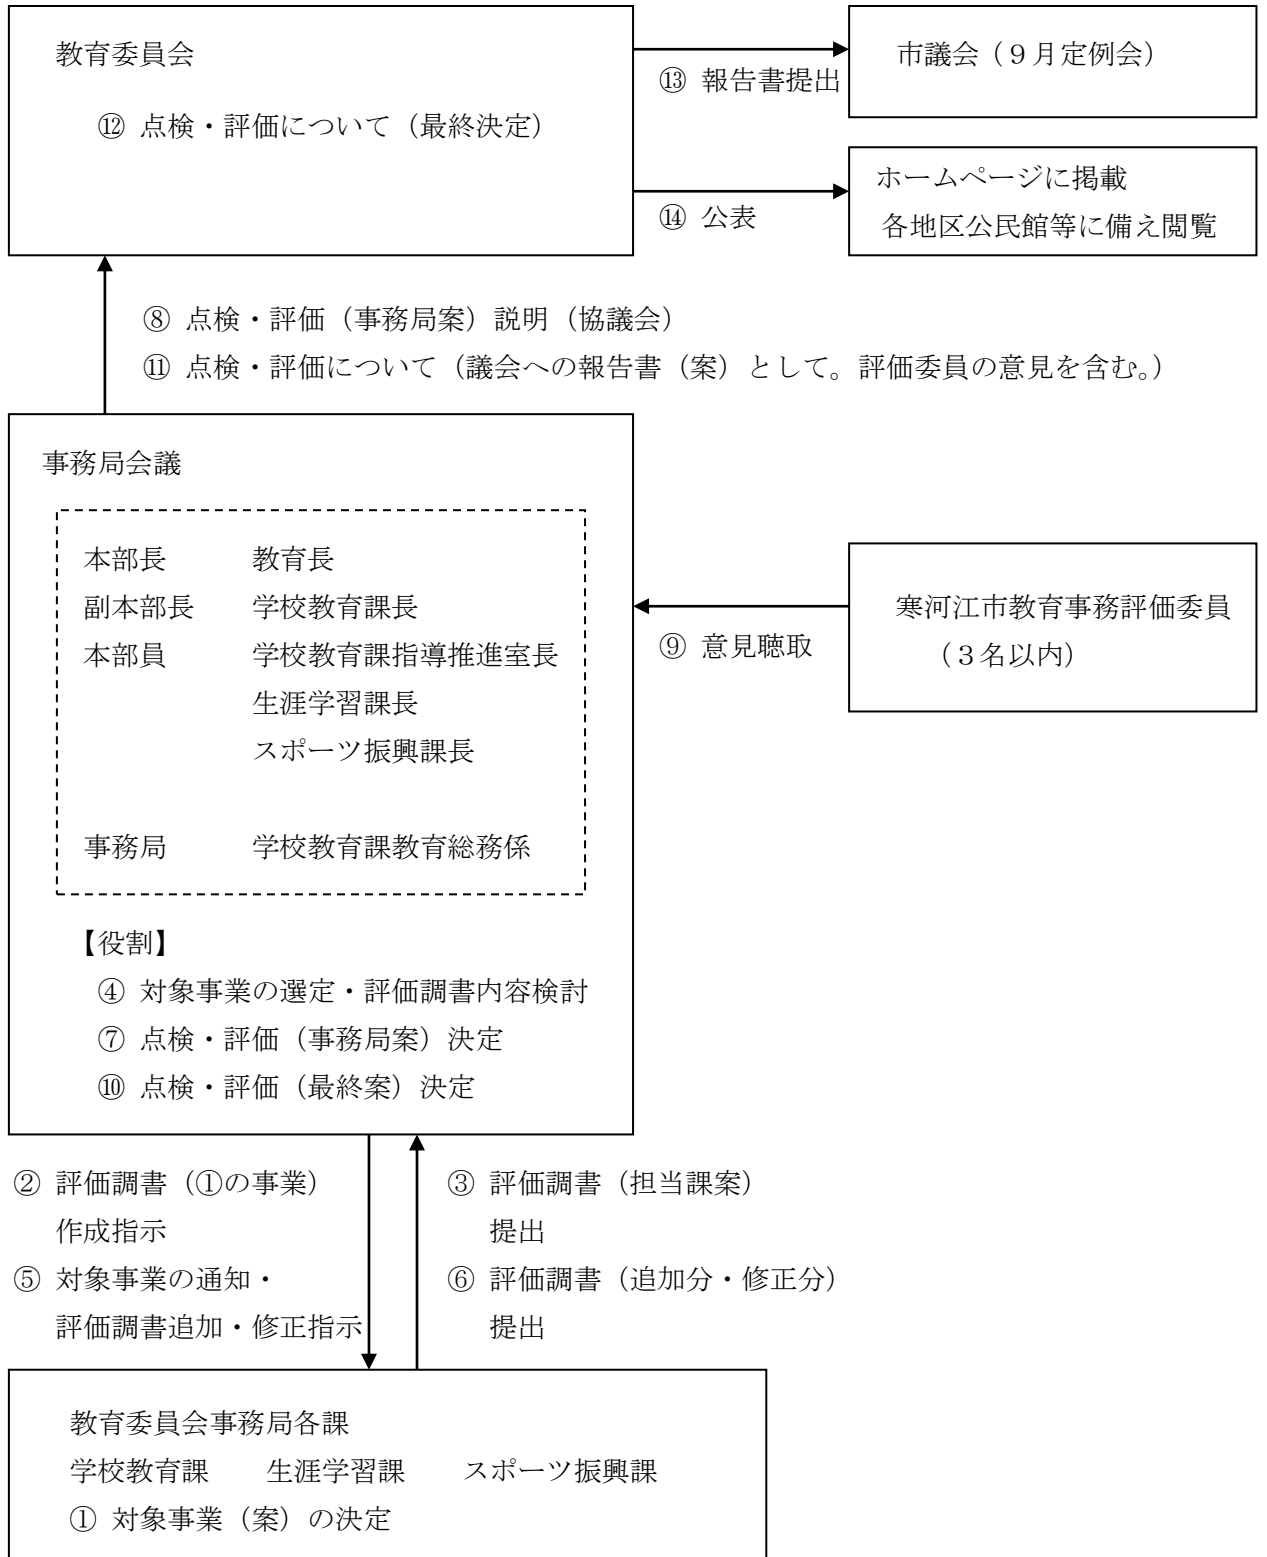 教育委員会
⑫ 点検・評価について（最終決定）
⑬ 報告書提出
市議会（９月定例会）
⑭ 公表
ホームページに掲載
各地区公民館等に備え閲覧
⑧ 点検・評価（事務局案）説明（協議会）
⑪ 点検・評価について（議会への報告書（案）として。評価委員の意見を含む。）
事務局会議
本部長　　　教育長
副本部長　　学校教育課長
本部員　　　学校教育課指導推進室長
生涯学習課長
スポーツ振興課長
事務局　　　学校教育課教育総務係
⑨ 意見聴取
寒河江市教育事務評価委員
（３名以内）
【役割】
④ 対象事業の選定・評価調書内容検討
⑦ 点検・評価（事務局案）決定
⑩ 点検・評価（最終案）決定
② 評価調書（①の事業）
作成指示
⑤ 対象事業の通知・
評価調書追加・修正指示
③ 評価調書（担当課案）
提出
⑥ 評価調書（追加分・修正分）
提出
教育委員会事務局各課
学校教育課　　生涯学習課　　スポーツ振興課
① 対象事業（案）の決定